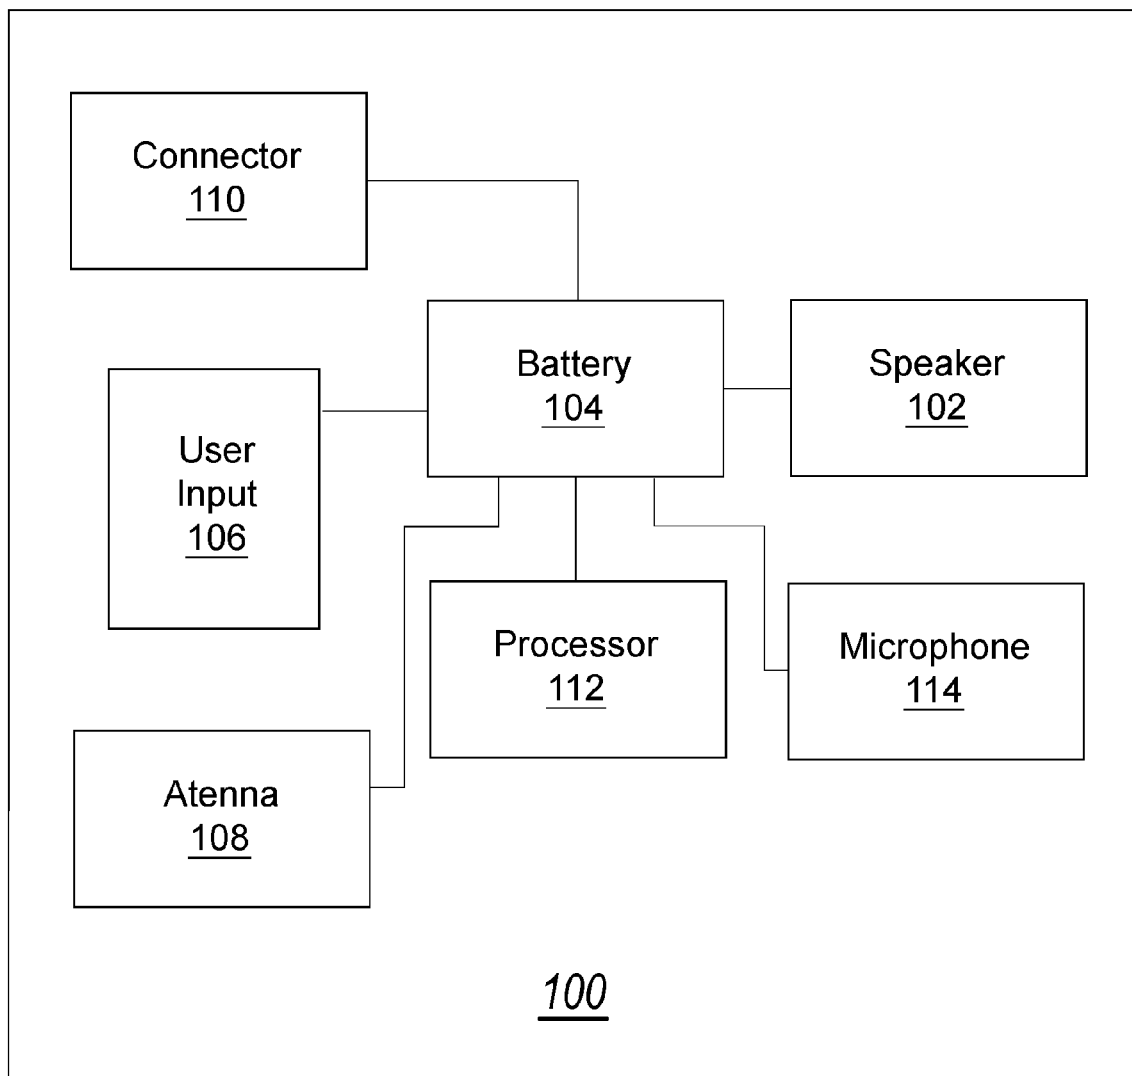 Connector
110
Battery
104
Speaker
102
User
Input
106
Processor
112
Microphone
114
Atenna
108
100